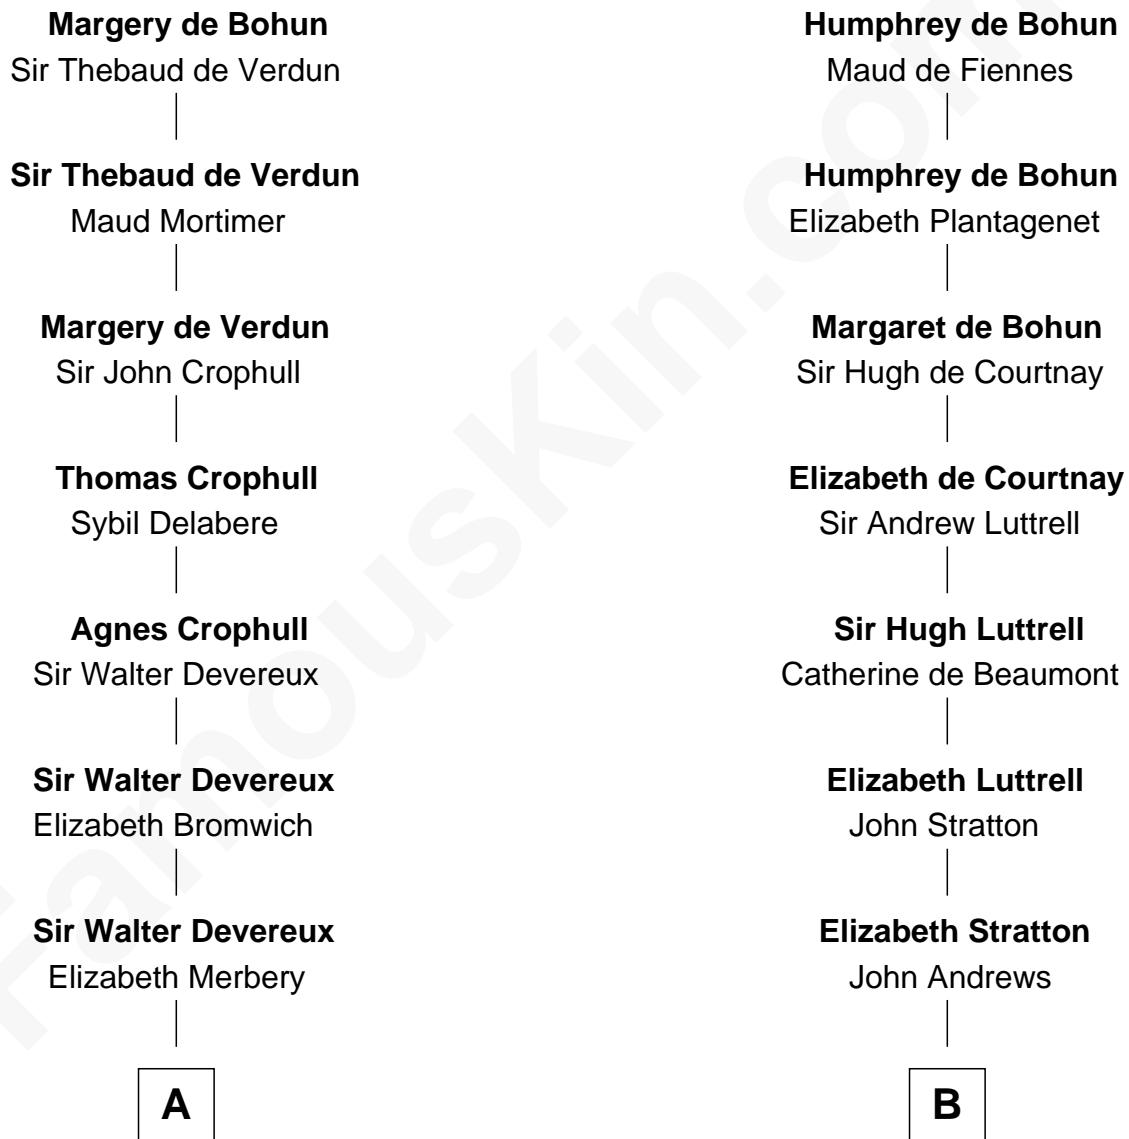 Margery de Bohun
Sir Thebaud de Verdun
Sir Thebaud de Verdun
Maud Mortimer
Margery de Verdun
Sir John Crophull
Thomas Crophull
Sybil Delabere
Agnes Crophull
Sir Walter Devereux
Sir Walter Devereux
Elizabeth Bromwich
Sir Walter Devereux
Elizabeth Merbery
A
Humphrey de Bohun
Maud de Fiennes
Humphrey de Bohun
Elizabeth Plantagenet
Margaret de Bohun
Sir Hugh de Courtnay
Elizabeth de Courtnay
Sir Andrew Luttrell
Sir Hugh Luttrell
Catherine de Beaumont
Elizabeth Luttrell
John Stratton
Elizabeth Stratton
John Andrews
B
FamousKin.com